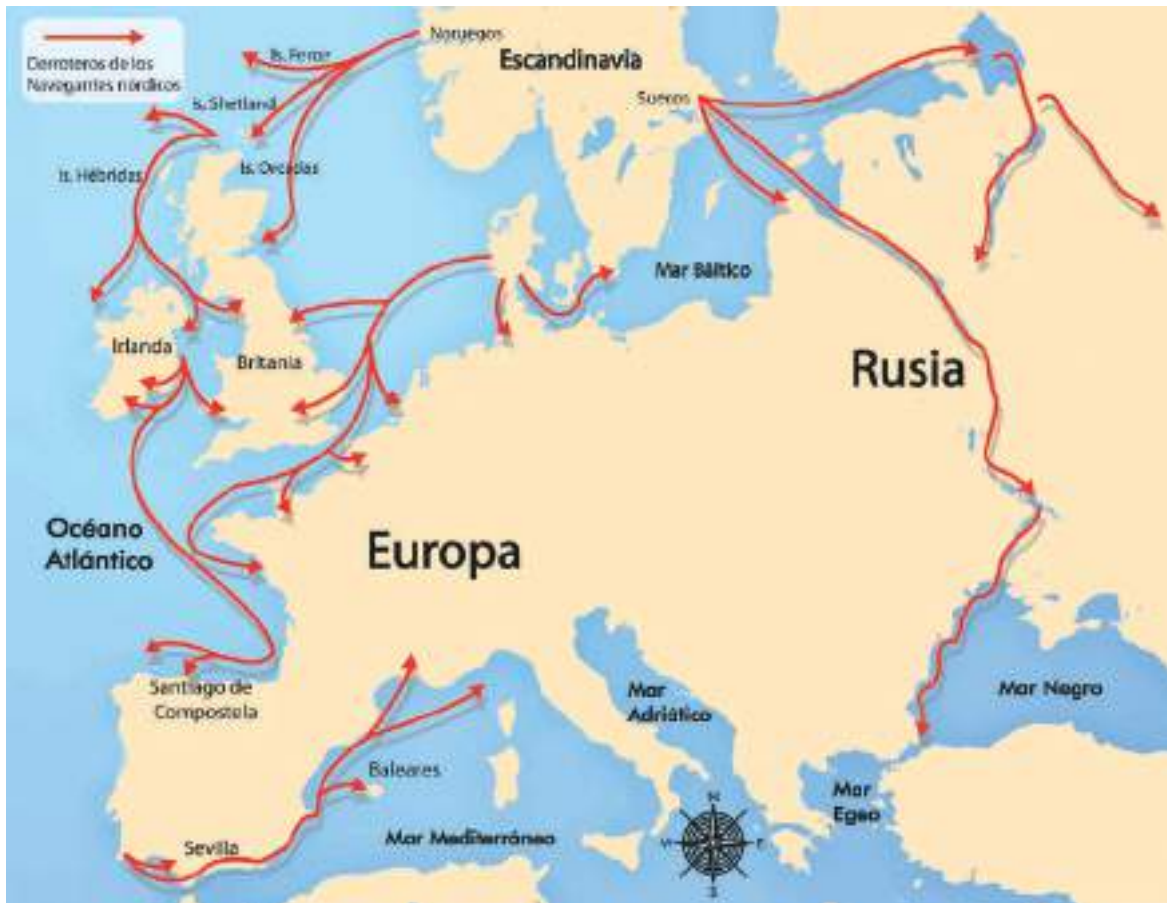 Derroteros de los
Navegantes nórdicos
Noruegos
Escandinavia
Is. Feroe
Suecos
Is. Shetland
Is. Hébridas
Is. Orcadas
Mar Báltico
Irlanda
Britania
Rusia
Océano
Atlántico
Europa
Santiago de
Compostela
Mar
Adriático
Mar Negro
Baleares
Mar
Egeo
Mar Mediterráneo
Sevilla
N
E
S